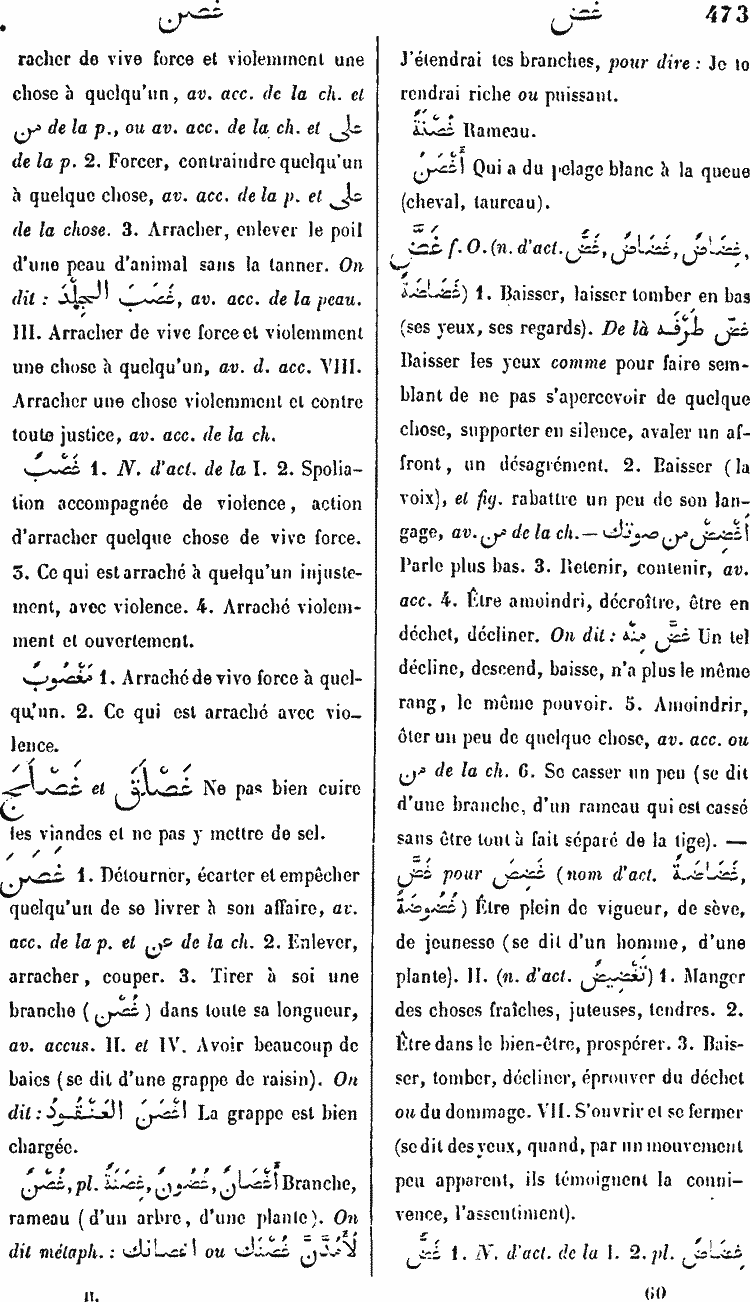 غصن
غض
473
racher de vive force et violemment une
chose à quelqu'un, av. acc. de la ch. et
من de la p., ou av. acc. de la ch. et على
de la p. 2. Forcer, contraindre quelqu'un
à quelque chose, av. acc. de la p. et على
de la chose. 3. Arracher, enlever le poil
d'une peau d'animal sans la tanner. On
dit : غَصَبَ الجِلْدَ, av. acc. de la peau.
III. Arracher de vive force et violemment
une chose à quelqu'un, av. d. acc. VIII.
Arracher une chose violemment et contre
toute justice, av. acc. de la ch.
غَصْبٌ 1. N. d'act. de la I. 2. Spolia-
tion accompagnée de violence, action
d'arracher quelque chose de vive force.
3. Ce qui est arraché à quelqu'un injuste-
ment, avec violence. 4. Arraché violem-
ment et ouvertement.
مَغْصُوبٌ 1. Arraché de vive force à quel-
qu'un. 2. Ce qui est arraché avec vio-
lence.
غَصْلَجَ et غَصْلَقَ Ne pas bien cuire
les viandes et ne pas y mettre de sel.
غَصَنَ 1. Détourner, écarter et empêcher
quelqu'un de se livrer à son affaire, av.
acc. de la p. et عن de la ch. 2. Enlever,
arracher, couper. 3. Tirer à soi une
branche (غُصْن) dans toute sa longueur,
av. accus. II. et IV. Avoir beaucoup de
baies (se dit d'une grappe de raisin). On
dit : اغْصَنَ العُنْقُودُ La grappe est bien
chargée.
غُصْنٌ, pl. غِصَنَةٌ, غُصُونٌ, أَغْصَانٌ Branche,
rameau (d'un arbre, d'une plante). On
dit métaph. : لَأَمُدَّنَّ غُصْنَكَ ou اغصانك
II.
J'étendrai tes branches, pour dire : Je te
rendrai riche ou puissant.
غُصْنَةٌ Rameau.
أَغْصَنُ Qui a du pelage blanc à la queue
(cheval, taureau).
غَضَّ f. O. (n. d'act. غَضٌّ, غَضَاضٌ, غِضَاضٌ,
غَضَاضَةٌ) 1. Baisser, laisser tomber en bas
(ses yeux, ses regards). De là غَضَّ طَرْفَهُ
Baisser les yeux comme pour faire sem-
blant de ne pas s'apercevoir de quelque
chose, supporter en silence, avaler un af-
front, un désagrément. 2. Baisser (la
voix), et fig. rabattre un peu de son lan-
gage, av. من de la ch. — أُغْضُضْ من صوتك
Parle plus bas. 3. Retenir, contenir, av.
acc. 4. Être amoindri, décroître, être en
déchet, décliner. On dit : غَضَّ مِنْهُ Un tel
décline, descend, baisse, n'a plus le même
rang, le même pouvoir. 5. Amoindrir,
ôter un peu de quelque chose, av. acc. ou
من de la ch. 6. Se casser un peu (se dit
d'une branche, d'un rameau qui est cassé
sans être tout à fait séparé de la tige). —
غَضَّ pour غَضِضَ (nom d'act. غَضَاضَةٌ,
غُضُوضَةٌ) Être plein de vigueur, de sève,
de jeunesse (se dit d'un homme, d'une
plante). II. (n. d'act. تَغْضِيضٌ) 1. Manger
des choses fraîches, juteuses, tendres. 2.
Être dans le bien-être, prospérer. 3. Bais-
ser, tomber, décliner, éprouver du déchet
ou du dommage. VII. S'ouvrir et se fermer
(se dit des yeux, quand, par un mouvement
peu apparent, ils témoignent la conni-
vence, l'assentiment).
غَضٌّ 1. N. d'act. de la I. 2. pl. غِضَاضٌ
60